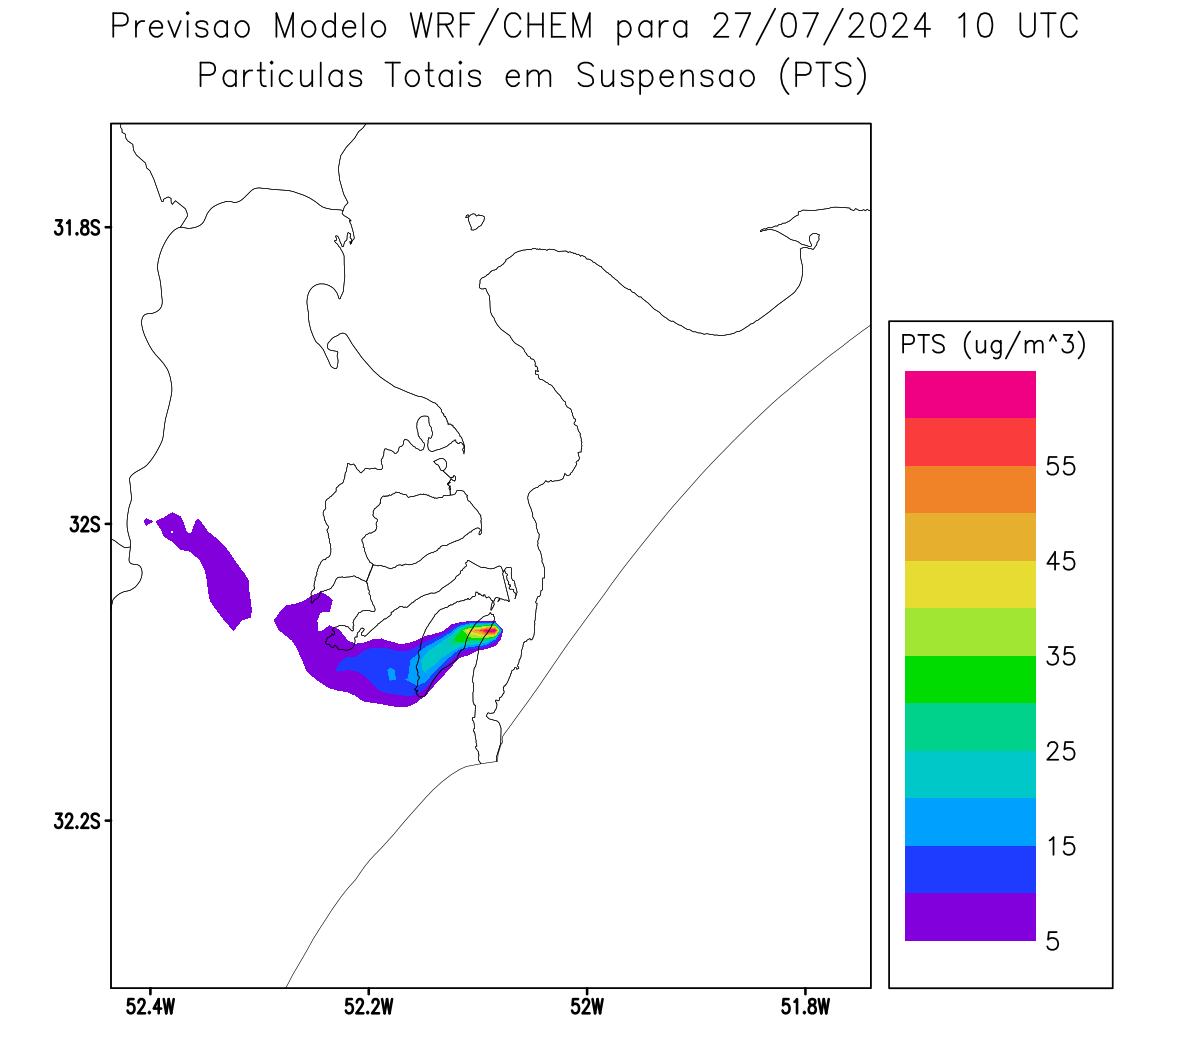 Previsao Modelo WRF/CHEM para 27/07/2024 10 UTC
Particulas Totais em Suspensao (PTS)
31.8S
32S
32.2S
52.4W
52.2W
52W
51.8W
PTS (ug/m^3)
55
45
35
25
15
5